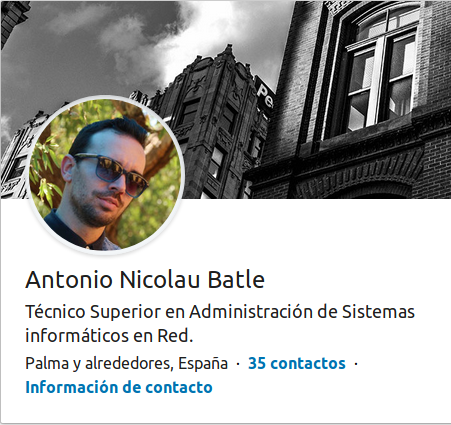 Pe
Antonio Nicolau Batle
Técnico Superior en Administración de Sistemas
informáticos en Red.
Palma y alrededores, España · 35 contactos ·
Información de contacto